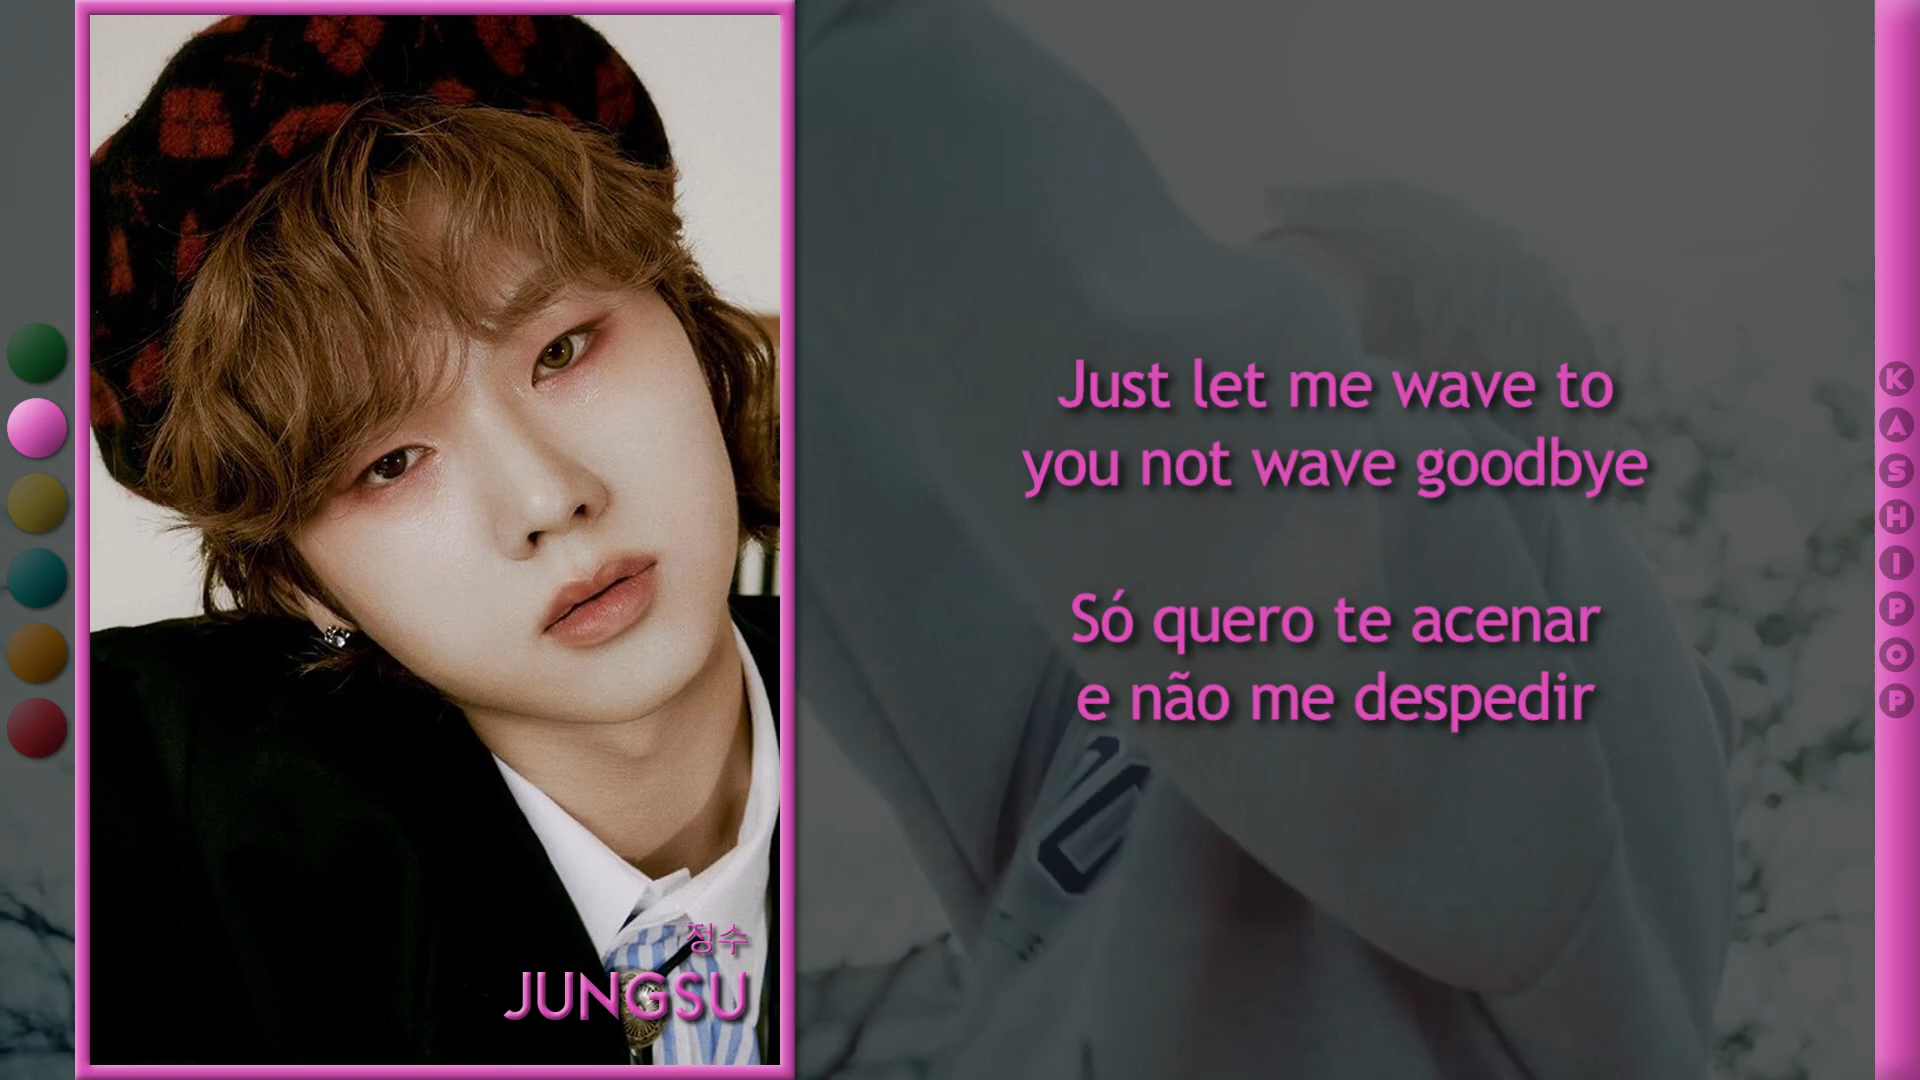 정수
JUNGSU
Just let me wave to
you not wave goodbye
Só quero te acenar
e não me despedir
KASHIPOP